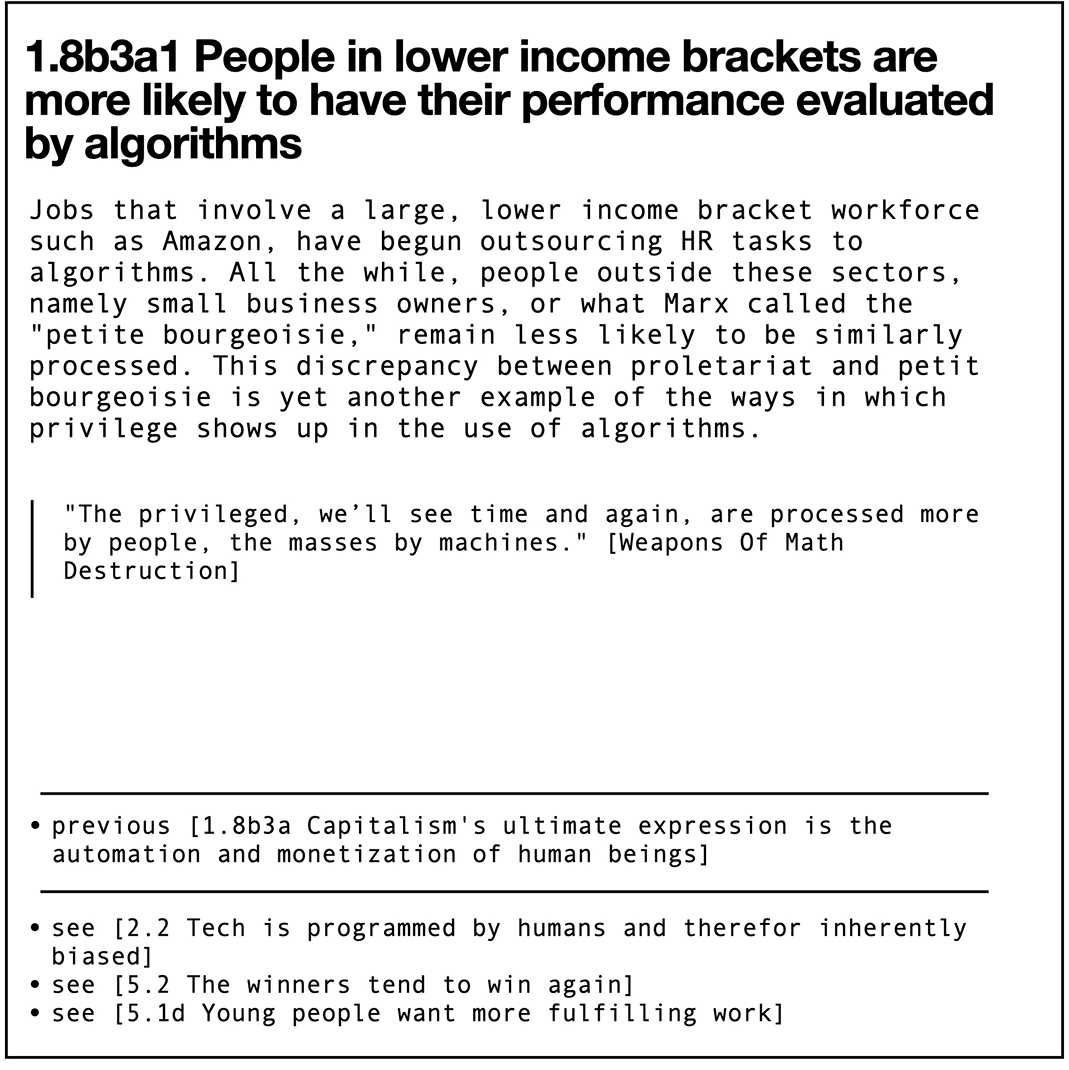 1.8b3a1 People in lower income brackets are
more likely to have their performance evaluated
by algorithms
Jobs that involve a large, lower income bracket workforce
such as Amazon, have begun outsourcing HR tasks to
algorithms. All the while, people outside these sectors,
namely small business owners, or what Marx called the
"petite bourgeoisie," remain less likely to be similarly
processed. This discrepancy between proletariat and petit
bourgeoisie is yet another example of the ways in which
privilege shows up in the use of algorithms.
"The privileged, we’ll see time and again, are processed more
by people, the masses by machines." [Weapons Of Math
Destruction]
• previous [1.8b3a Capitalism's ultimate expression is the
automation and monetization of human beings]
• see [2.2 Tech is programmed by humans and therefor inherently
biased]
• see [5.2 The winners tend to win again]
• see [5.1d Young people want more fulfilling work]